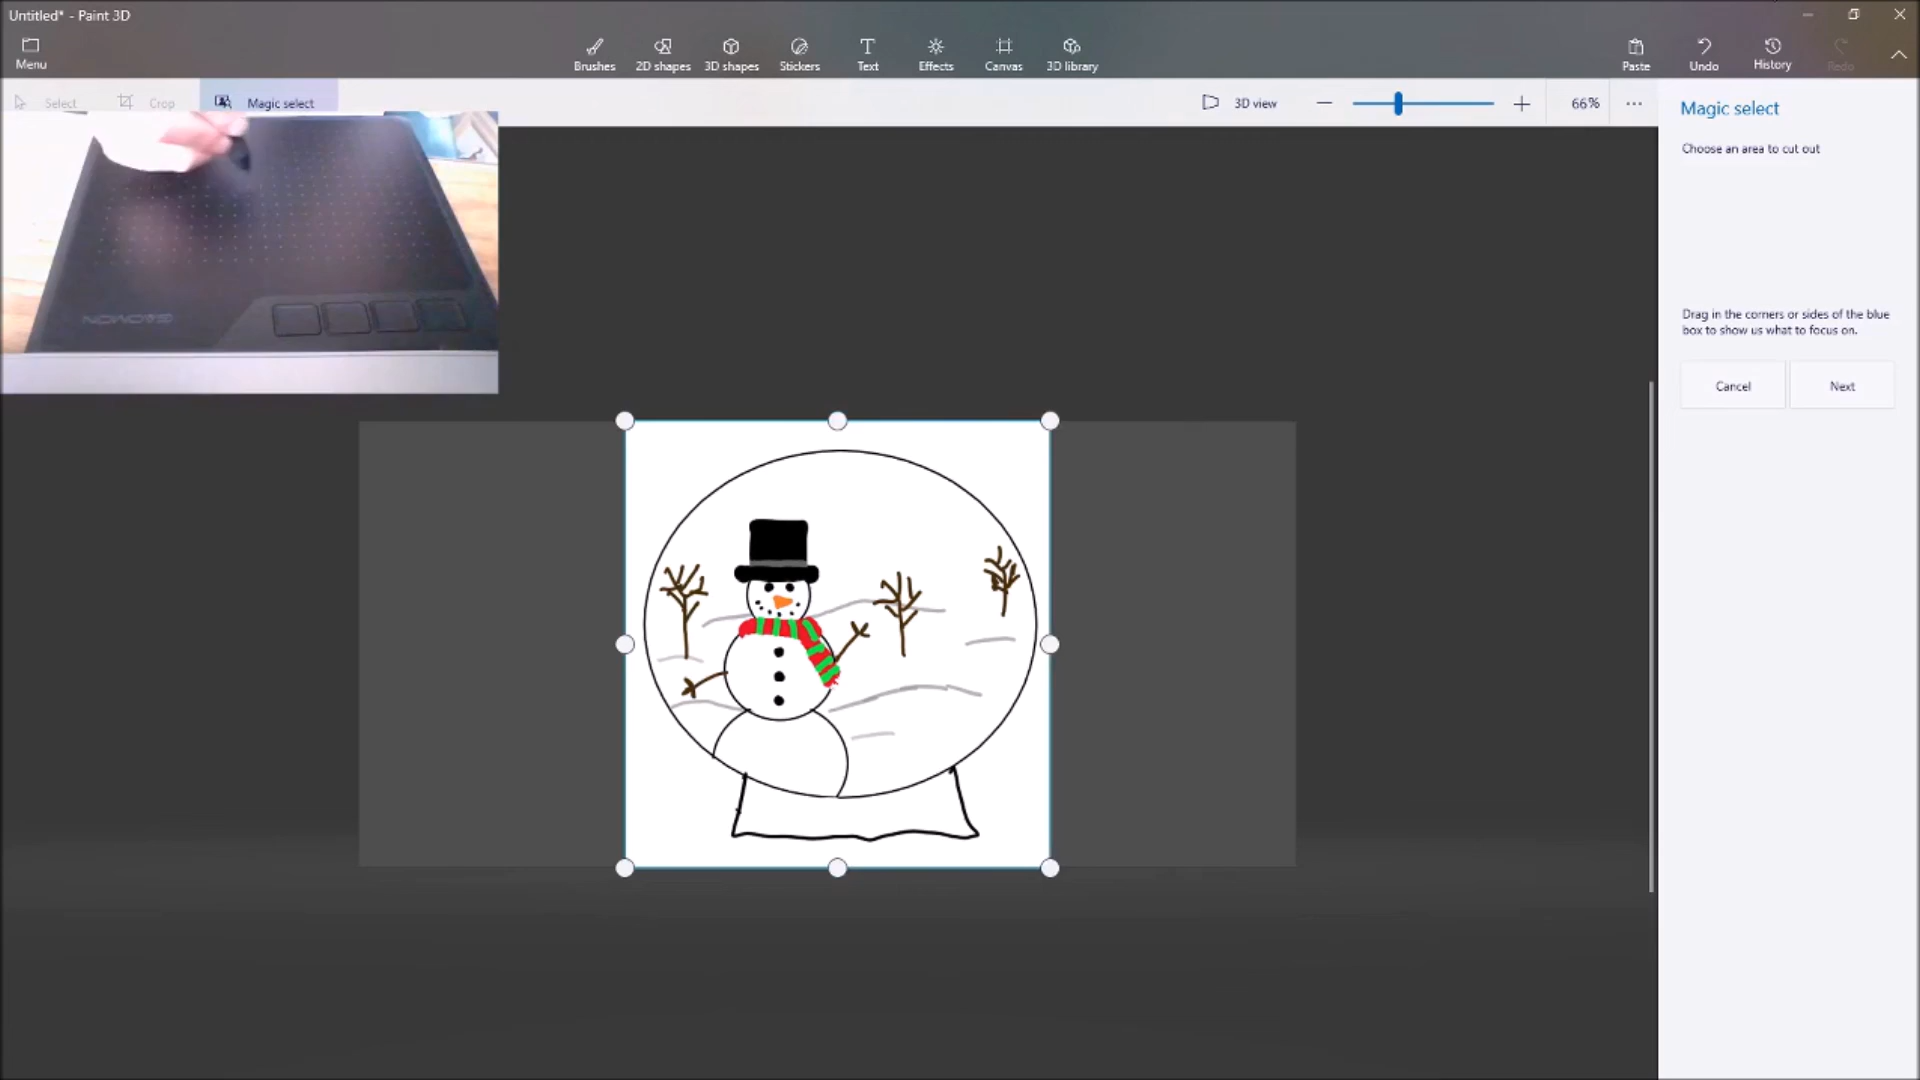 Untitled* - Paint 3D
Menu
Brushes
2D shapes
3D shapes
Stickers
Text
Effects
Canvas
3D library
Paste
Undo
History
Redo
Select
Crop
Magic select
3D view
66%
Magic select
Choose an area to cut out
Drag in the corners or sides of the blue
box to show us what to focus on.
Cancel
Next
GAOMON